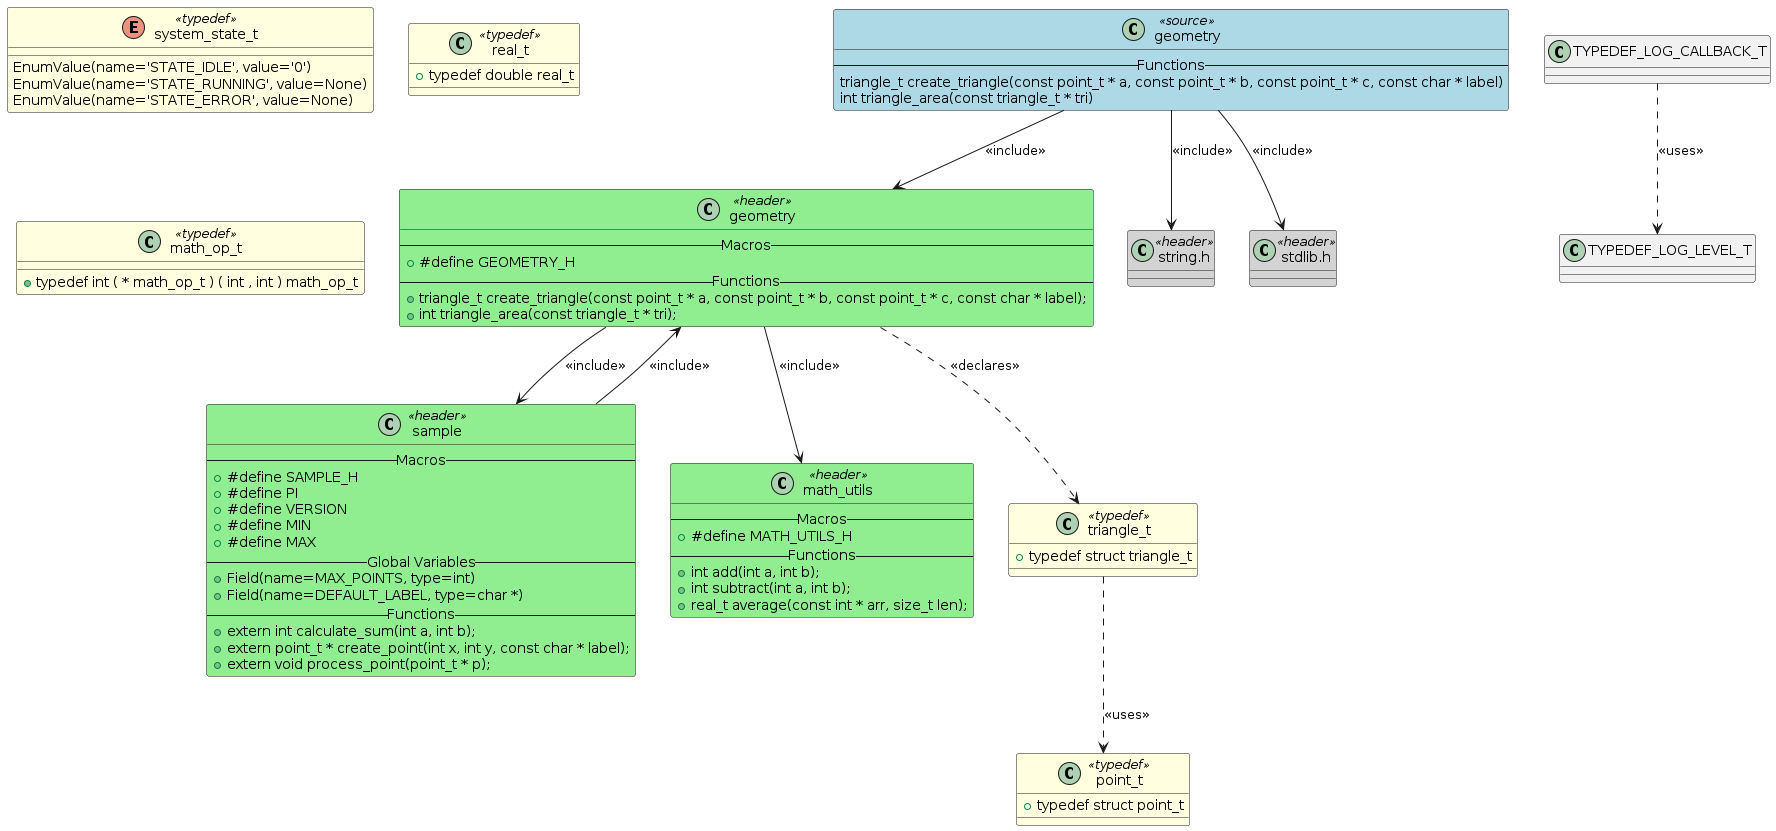 E
«typedef»
system_state_t
EnumValue(name='STATE_IDLE', value='0')
EnumValue(name='STATE_RUNNING', value=None)
EnumValue(name='STATE_ERROR', value=None)
C
«typedef»
real_t
typedef double real_t
C
«source»
geometry
Functions
triangle_t create_triangle(const point_t * a, const point_t * b, const point_t * c, const char * label)
int triangle_area(const triangle_t * tri)
C
TYPEDEF_LOG_CALLBACK_T
«include»
«include»
«include»
«uses»
C
«typedef»
math_op_t
typedef int ( * math_op_t ) ( int , int ) math_op_t
C
«header»
geometry
Macros
#define GEOMETRY_H
Functions
triangle_t create_triangle(const point_t * a, const point_t * b, const point_t * c, const char * label);
int triangle_area(const triangle_t * tri);
C
«header»
string.h
C
«header»
stdlib.h
C
TYPEDEF_LOG_LEVEL_T
«include»
«include»
«include»
«declares»
C
«header»
sample
Macros
#define SAMPLE_H
#define PI
#define VERSION
#define MIN
#define MAX
Global Variables
Field(name=MAX_POINTS, type=int)
Field(name=DEFAULT_LABEL, type=char *)
Functions
extern int calculate_sum(int a, int b);
extern point_t * create_point(int x, int y, const char * label);
extern void process_point(point_t * p);
C
«header»
math_utils
Macros
#define MATH_UTILS_H
Functions
int add(int a, int b);
int subtract(int a, int b);
real_t average(const int * arr, size_t len);
C
«typedef»
triangle_t
typedef struct triangle_t
«uses»
C
«typedef»
point_t
typedef struct point_t